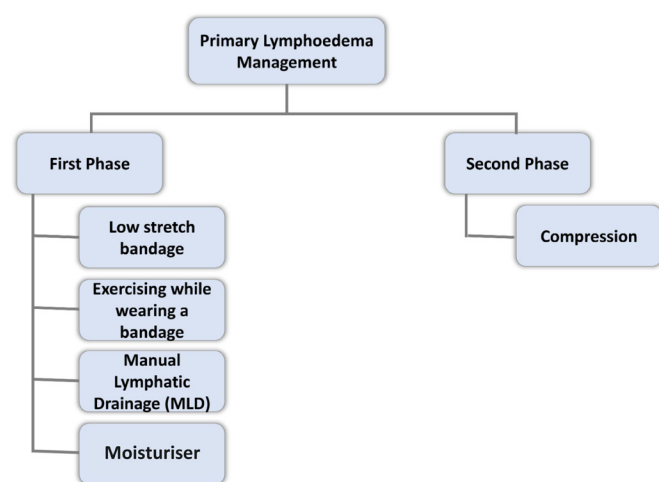 Primary Lymphoedema
Management
First Phase
Second Phase
Low stretch
bandage
Compression
Exercising while
wearing a
bandage
Manual
Lymphatic
Drainage (MLD)
Moisturiser